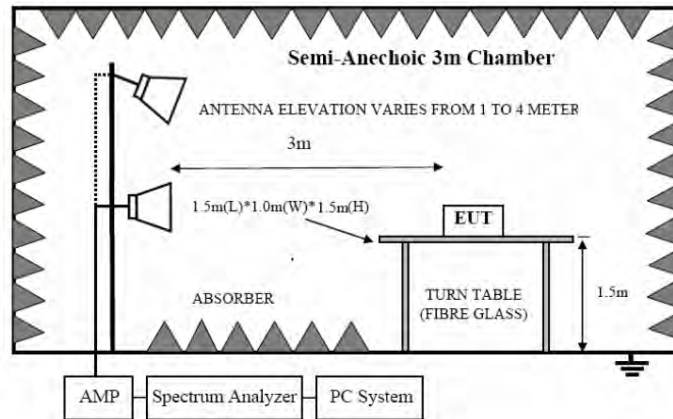 Semi-Anechoic 3m Chamber
ANTENNA ELEVATION VARIES FROM 1 TO 4 METER
3m
1.5m(L)*1.0m(W)*1.5m(H)
EUT
ABSORBER
TURN TABLE
(FIBRE GLASS)
1.5m
AMP
Spectrum Analyzer
PC System